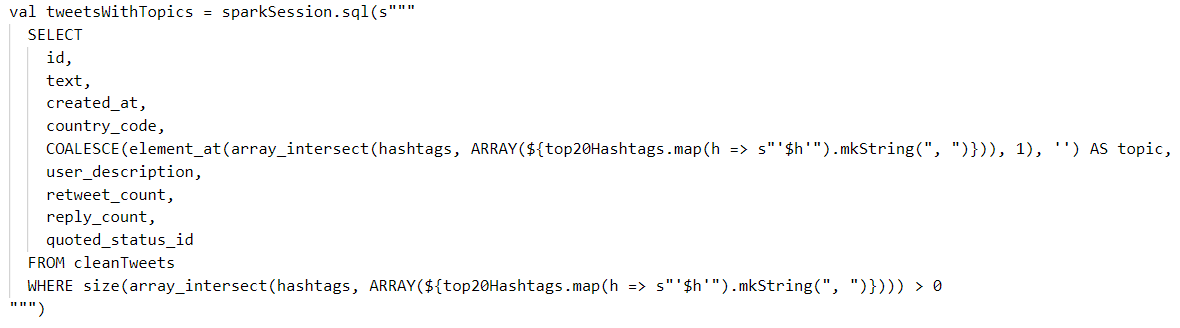 val tweetsWithTopics = sparkSession.sql(s"""
SELECT
id,
text,
created_at,
country_code,
COALESCE(element_at(array_intersect(hashtags, ARRAY(${top20Hashtags.map(h => s"'$h'").mkString(", ")})), 1), '') AS topic,
user_description,
retweet_count,
reply_count,
quoted_status_id
FROM cleanTweets
WHERE size(array_intersect(hashtags, ARRAY(${top20Hashtags.map(h => s"'$h'").mkString(", ")}))) > 0
""")